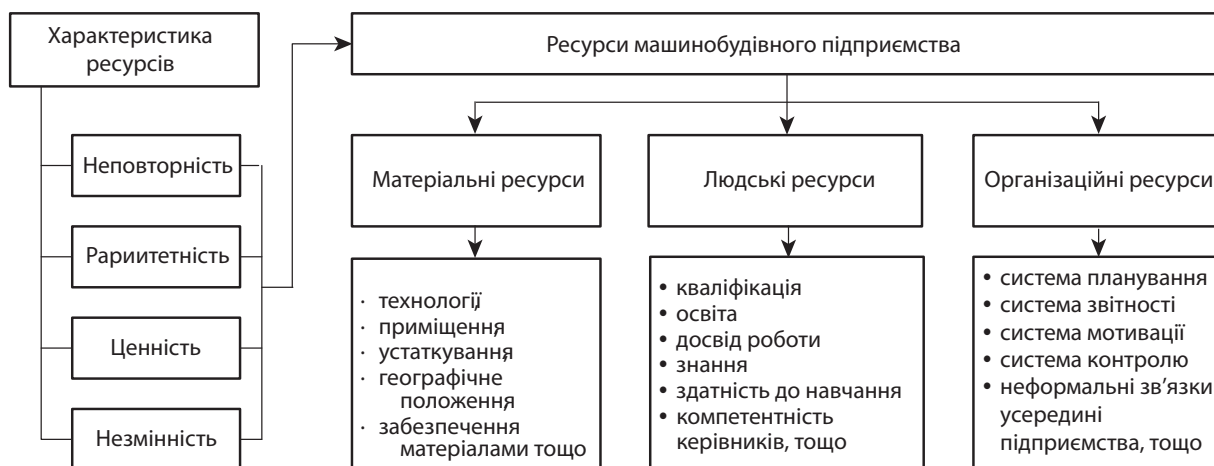 Характеристика
ресурсів
Неповторність
Рариитетність
Ценність
Незмінність
Ресурси машинобудівного підприємства
Матеріальні ресурси
· технології,
· приміщення,
· устаткування,
· географічне
положення,
· забезпечення
матеріалами тощо
Людські ресурси
• кваліфікація
• освіта
• досвід роботи
• знання
• здатність до навчання
• компетентність
керівників, тощо
Організаційні ресурси
• система планування
• система звітності
• система мотивації
• система контролю
• неформальні зв’язки
усередині
підприємства, тощо